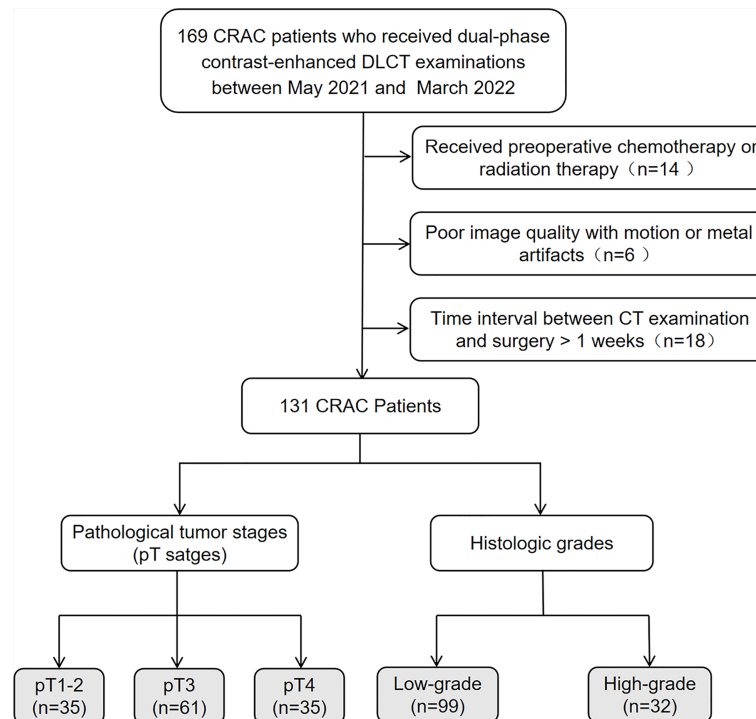 169 CRAC patients who received dual-phase
contrast-enhanced DLCT examinations
between May 2021 and March 2022
Received preoperative chemotherapy or
radiation therapy（n=14 ）
Poor image quality with motion or metal
artifacts（n=6 ）
Time interval between CT examination
and surgery > 1 weeks（n=18）
131 CRAC Patients
Pathological tumor stages
(pT satges)
Histologic grades
pT1-2
(n=35)
pT3
(n=61)
pT4
(n=35)
Low-grade
(n=99)
High-grade
(n=32)